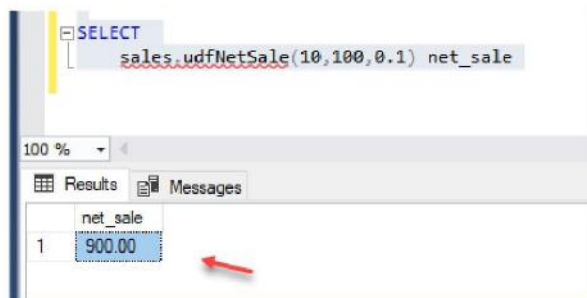 SELECT
sales.udfNetSale(10,100,0.1) net_sale
100 %
Results Messages
net_sale
1 900.00